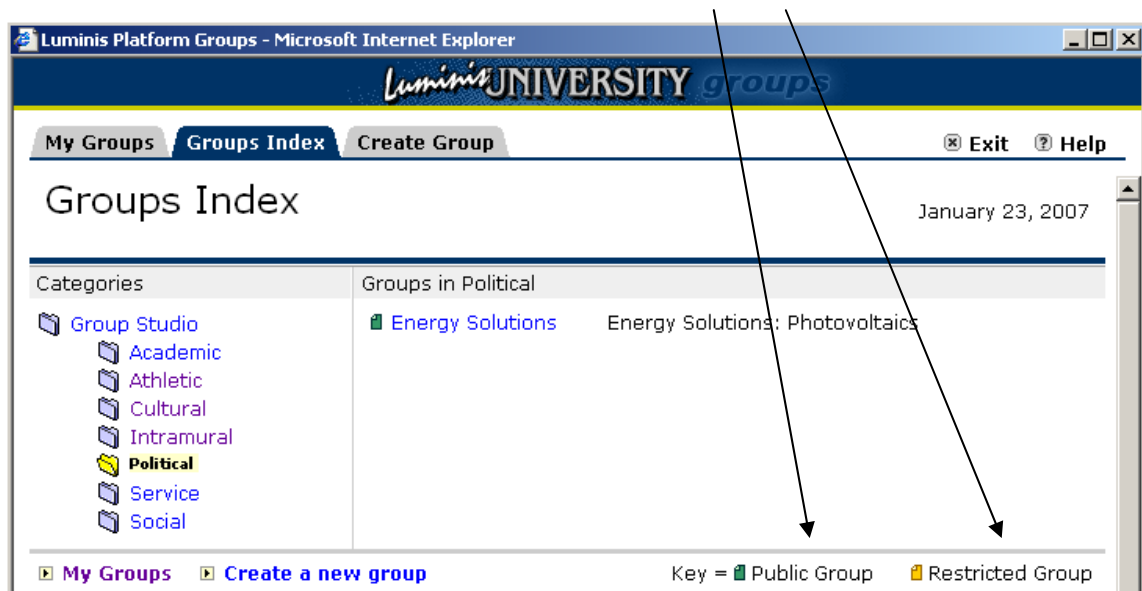 Luminis Platform Groups - Microsoft Internet Explorer
Luminis UNIVERSITY groups
My Groups Groups Index Create Group Exit Help
Groups Index
January 23, 2007
Categories Groups in Political
Group Studio Energy Solutions Energy Solutions: Photovoltaics
Academic
Athletic
Cultural
Intramural
Political
Service
Social
My Groups Create a new group Key = Public Group Restricted Group